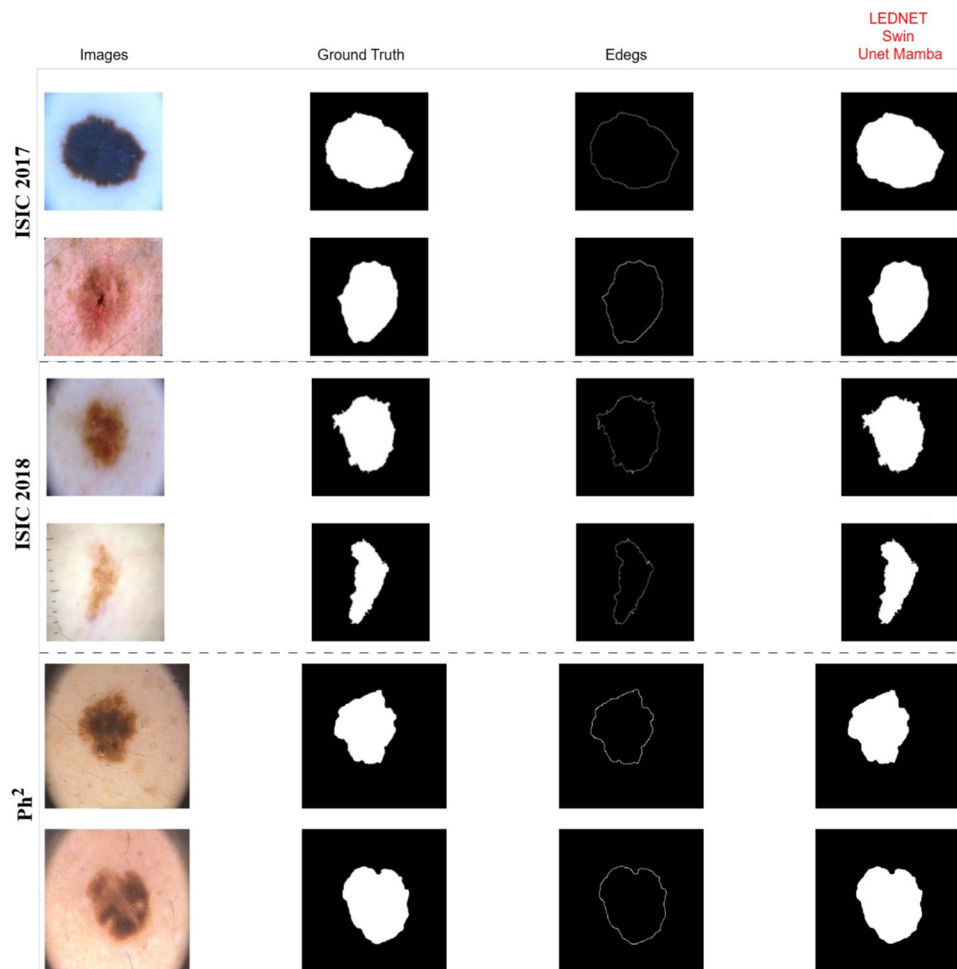 Images
Ground Truth
Edegs
LEDNET
Swin
Unet Mamba
ISIC 2017
ISIC 2018
Ph²